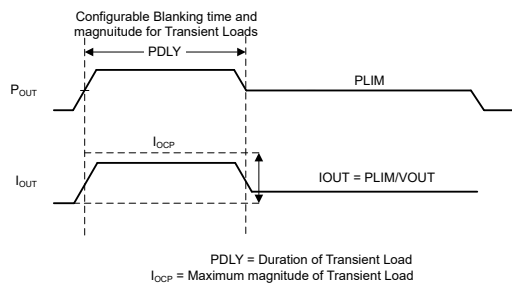 Configurable Blanking time and
magnuitude for Transient Loads
PDLY
POUT
PLIM
IOCP
IOUT
IOUT = PLIM/VOUT
PDLY = Duration of Transient Load
IOCP = Maximum magnitude of Transient Load